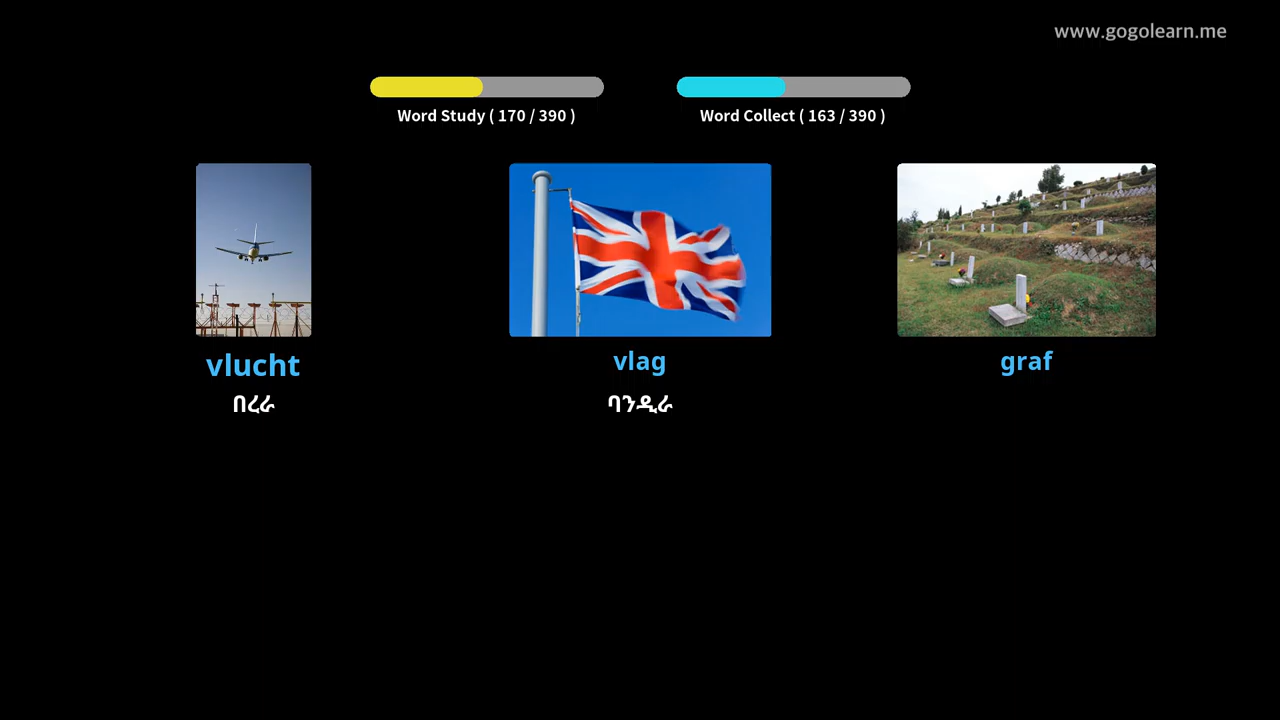 www.gogolearn.me
Word Study ( 170 / 390 )
Word Collect ( 163 / 390 )
vlucht
vlag
graf
በረራ
ባንዲራ